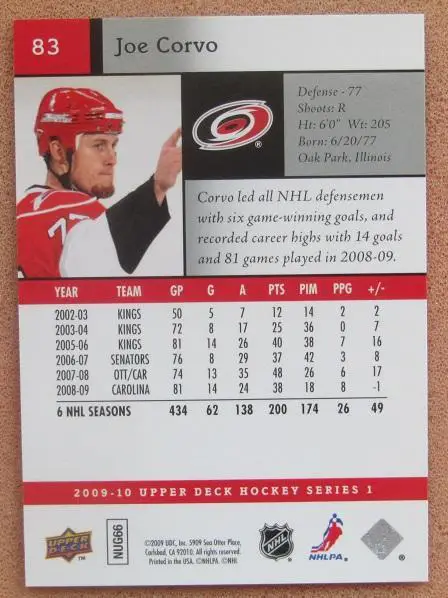 83
Joe Corvo
Defense - 77
Shoots: R
Ht: 6'0" Wt: 205
Born: 6/20/77
Oak Park, Illinois
Corvo led all NHL defensemen
with six game-winning goals, and
recorded career highs with 14 goals
and 81 games played in 2008-09.
YEAR TEAM GP G A PTS PIM PPG +/-
2002-03 KINGS 50 5 7 12 14 2 2
2003-04 KINGS 72 8 17 25 36 0 7
2005-06 KINGS 81 14 26 40 38 7 16
2006-07 SENATORS 76 8 29 37 42 3 8
2007-08 OTT/CAR 74 13 35 48 26 6 17
2008-09 CAROLINA 81 14 24 38 18 8 -1
6 NHL SEASONS 434 62 138 200 174 26 49
2009-10 UPPER DECK HOCKEY SERIES 1
UPPER DECK TM
NUG66
©2009 UDC, Inc. 5909 Sea Otter Place,
Carlsbad, CA 92010. All rights reserved.
Printed in the USA. ©NHLPA. ©NHL
NHL
NHLPA.
®